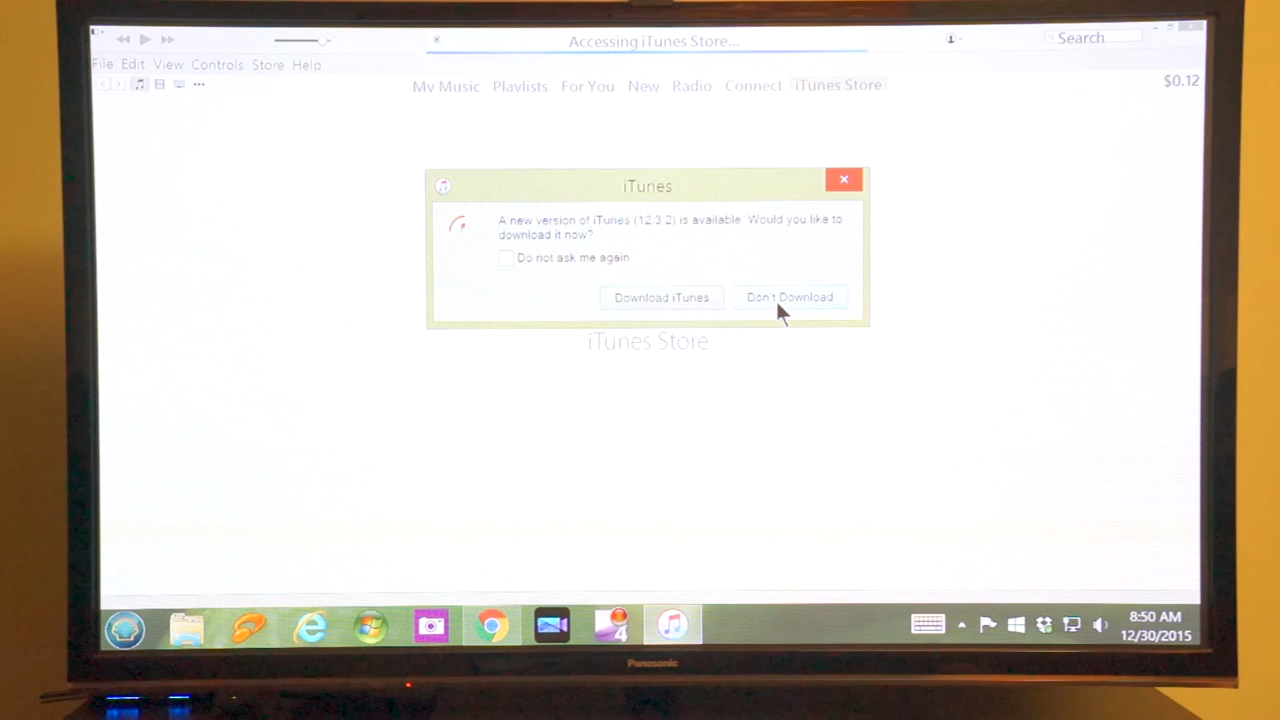 Accessing iTunes Store...
Search
File Edit View Controls Store Help
My Music Playlists For You New Radio Connect iTunes Store
$0.12
iTunes
A new version of iTunes (12.3.2) is available. Would you like to
download it now?
Do not ask me again
Download iTunes Don't Download
iTunes Store
4
8:50 AM
12/30/2015
Panasonic